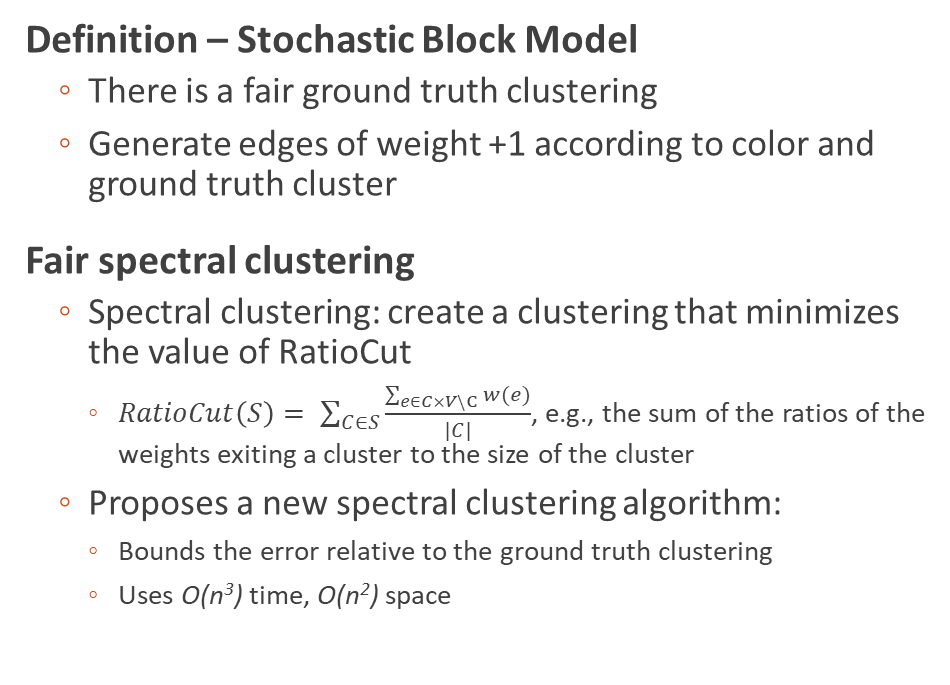 Definition – Stochastic Block Model
◦ There is a fair ground truth clustering
◦ Generate edges of weight +1 according to color and
ground truth cluster
Fair spectral clustering
◦ Spectral clustering: create a clustering that minimizes
the value of RatioCut
◦ RatioCut(S) = ∑_{C∈S} \frac{∑_{e∈C×V\C} w(e)}{|C|}, e.g., the sum of the ratios of the
weights exiting a cluster to the size of the cluster
◦ Proposes a new spectral clustering algorithm:
◦ Bounds the error relative to the ground truth clustering
◦ Uses O(n³) time, O(n²) space